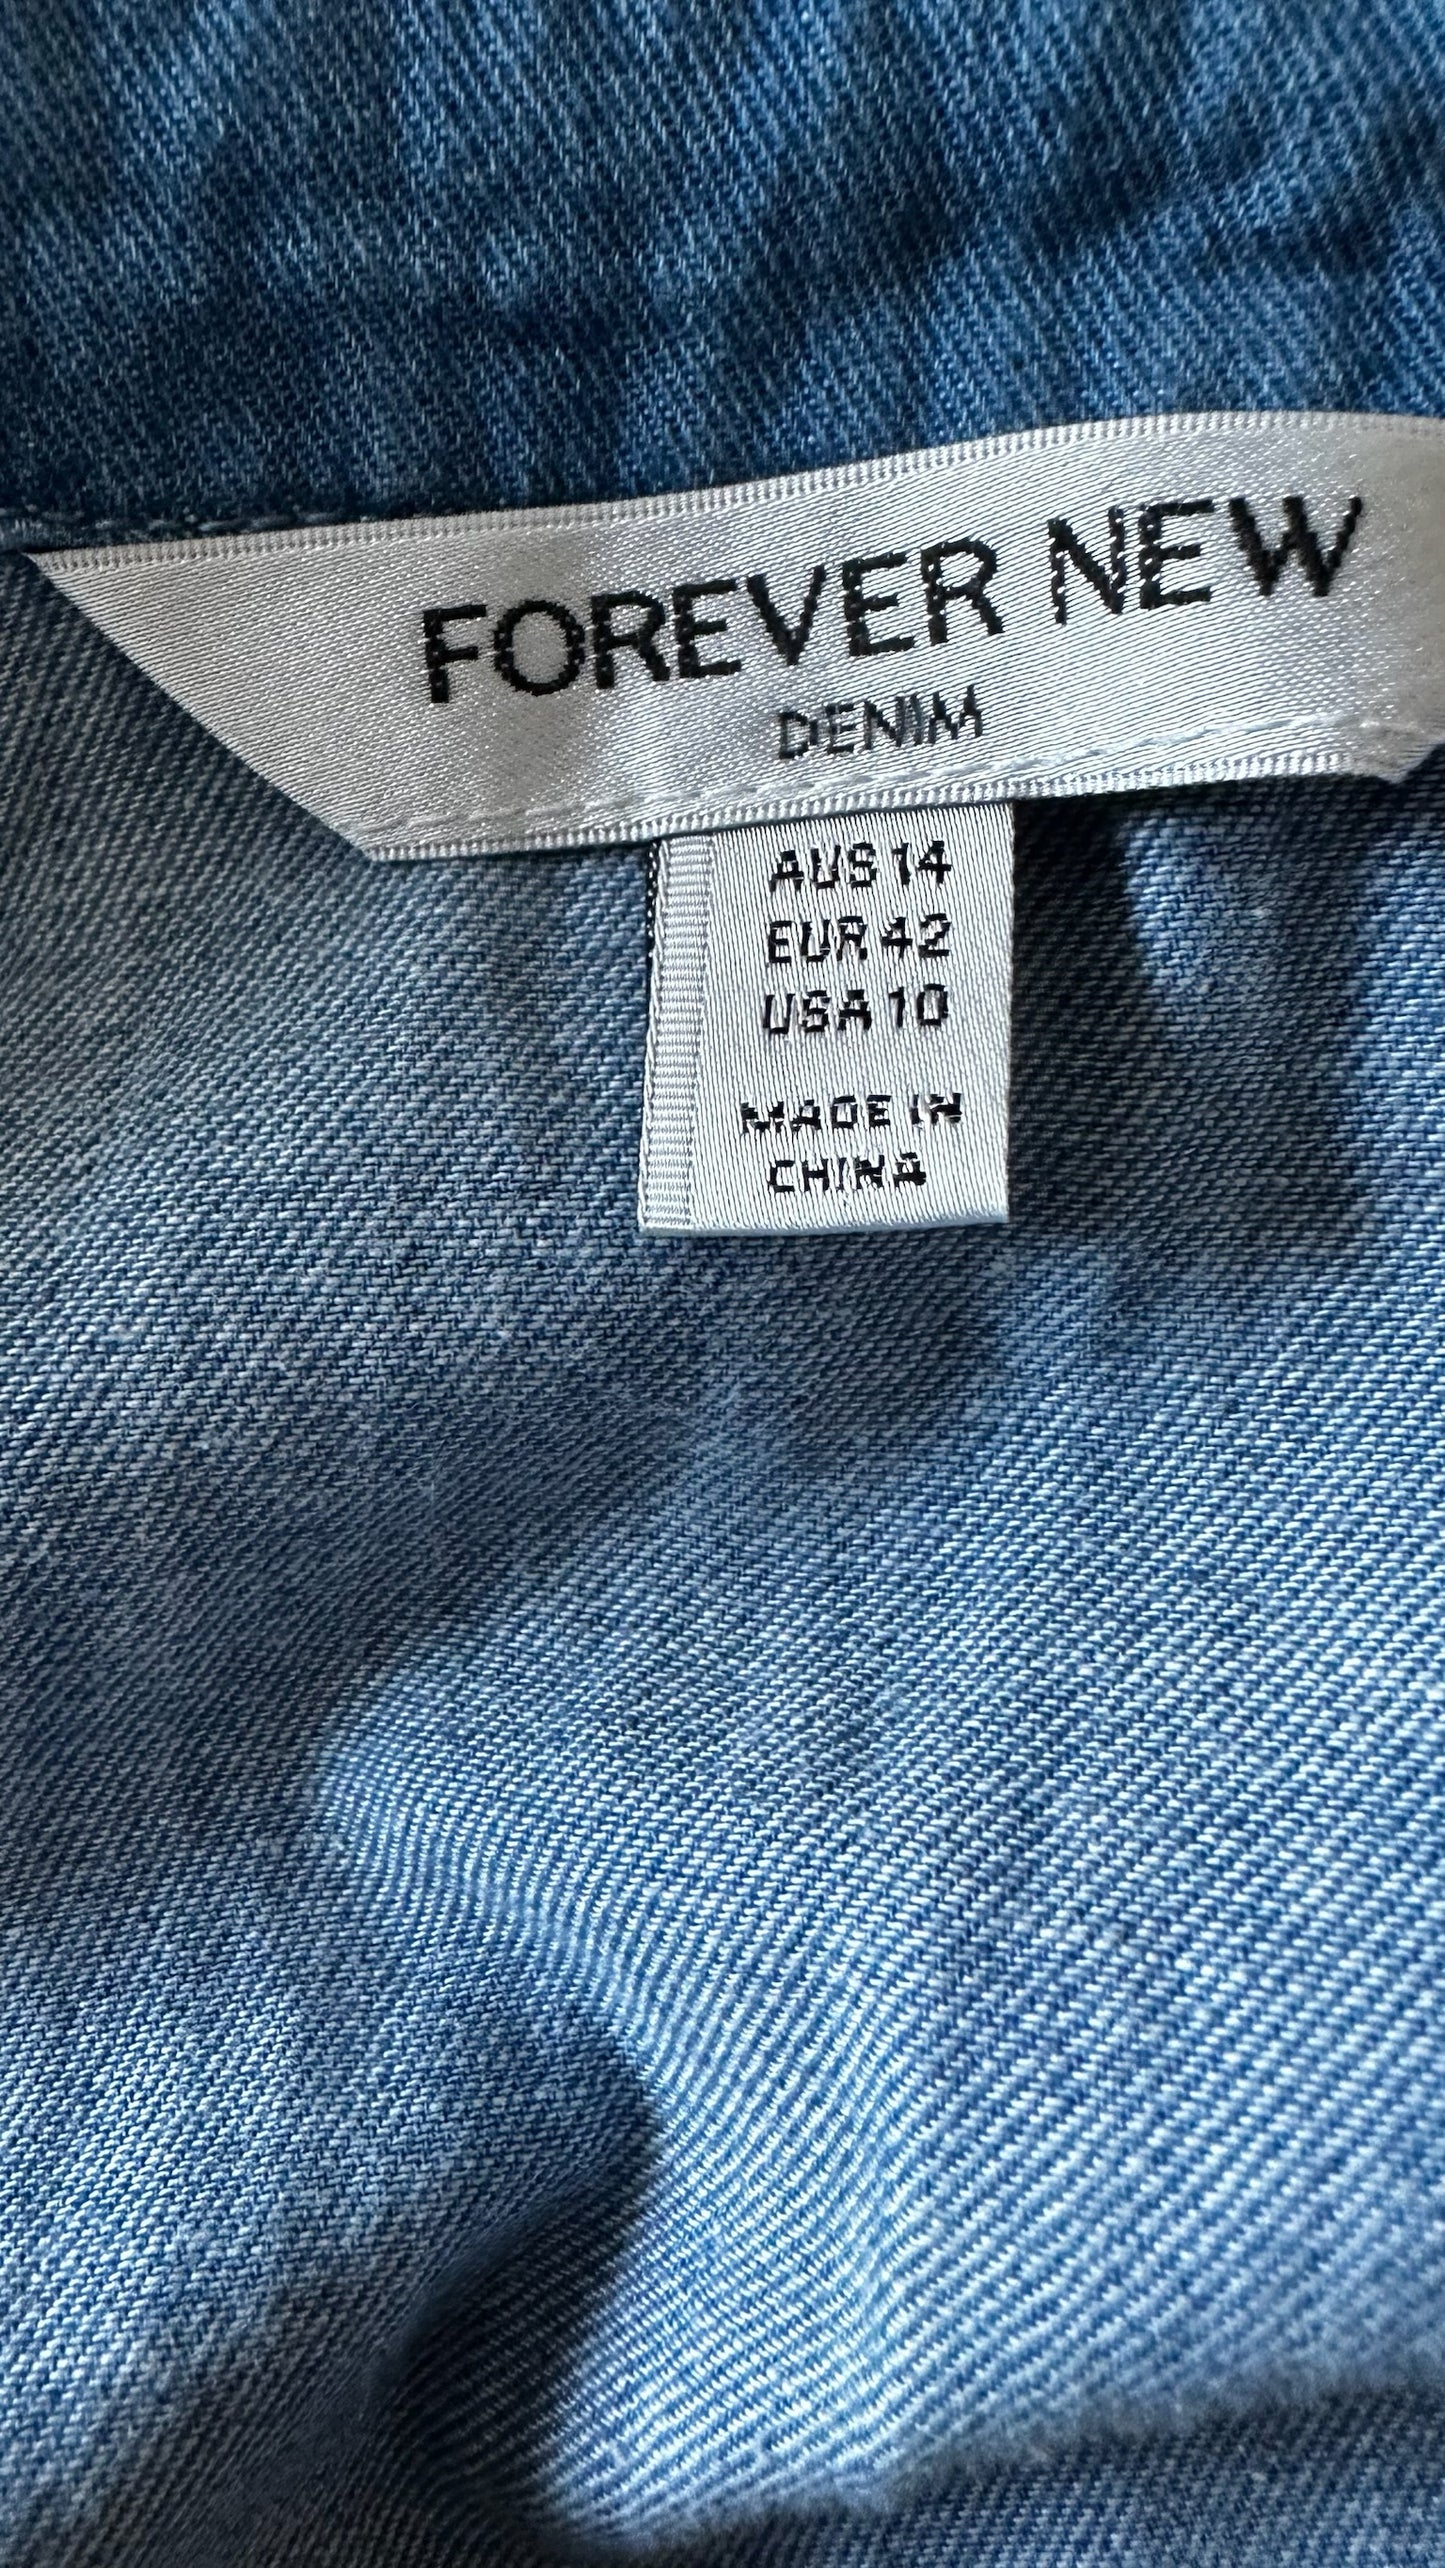 FOREVER NEW
DENIM
AUS 14
EUR 42
USA 10
MADE IN
CHINA